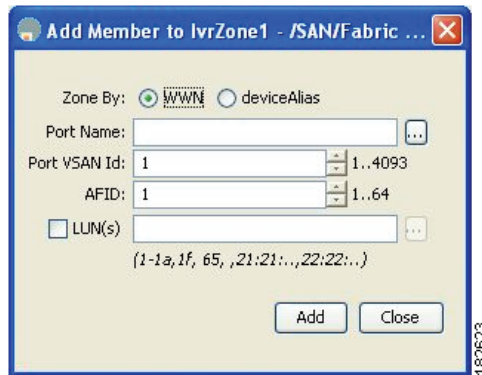 Add Member to IvrZone1 - /SAN/Fabric ...
Zone By: WWN deviceAlias
Port Name: ...
Port VSAN Id: 1 1..4093
AFID: 1 1..64
LUN(s) ...
(1-1a,1f, 65, ,21:21:..,22:22:..)
Add Close
182623